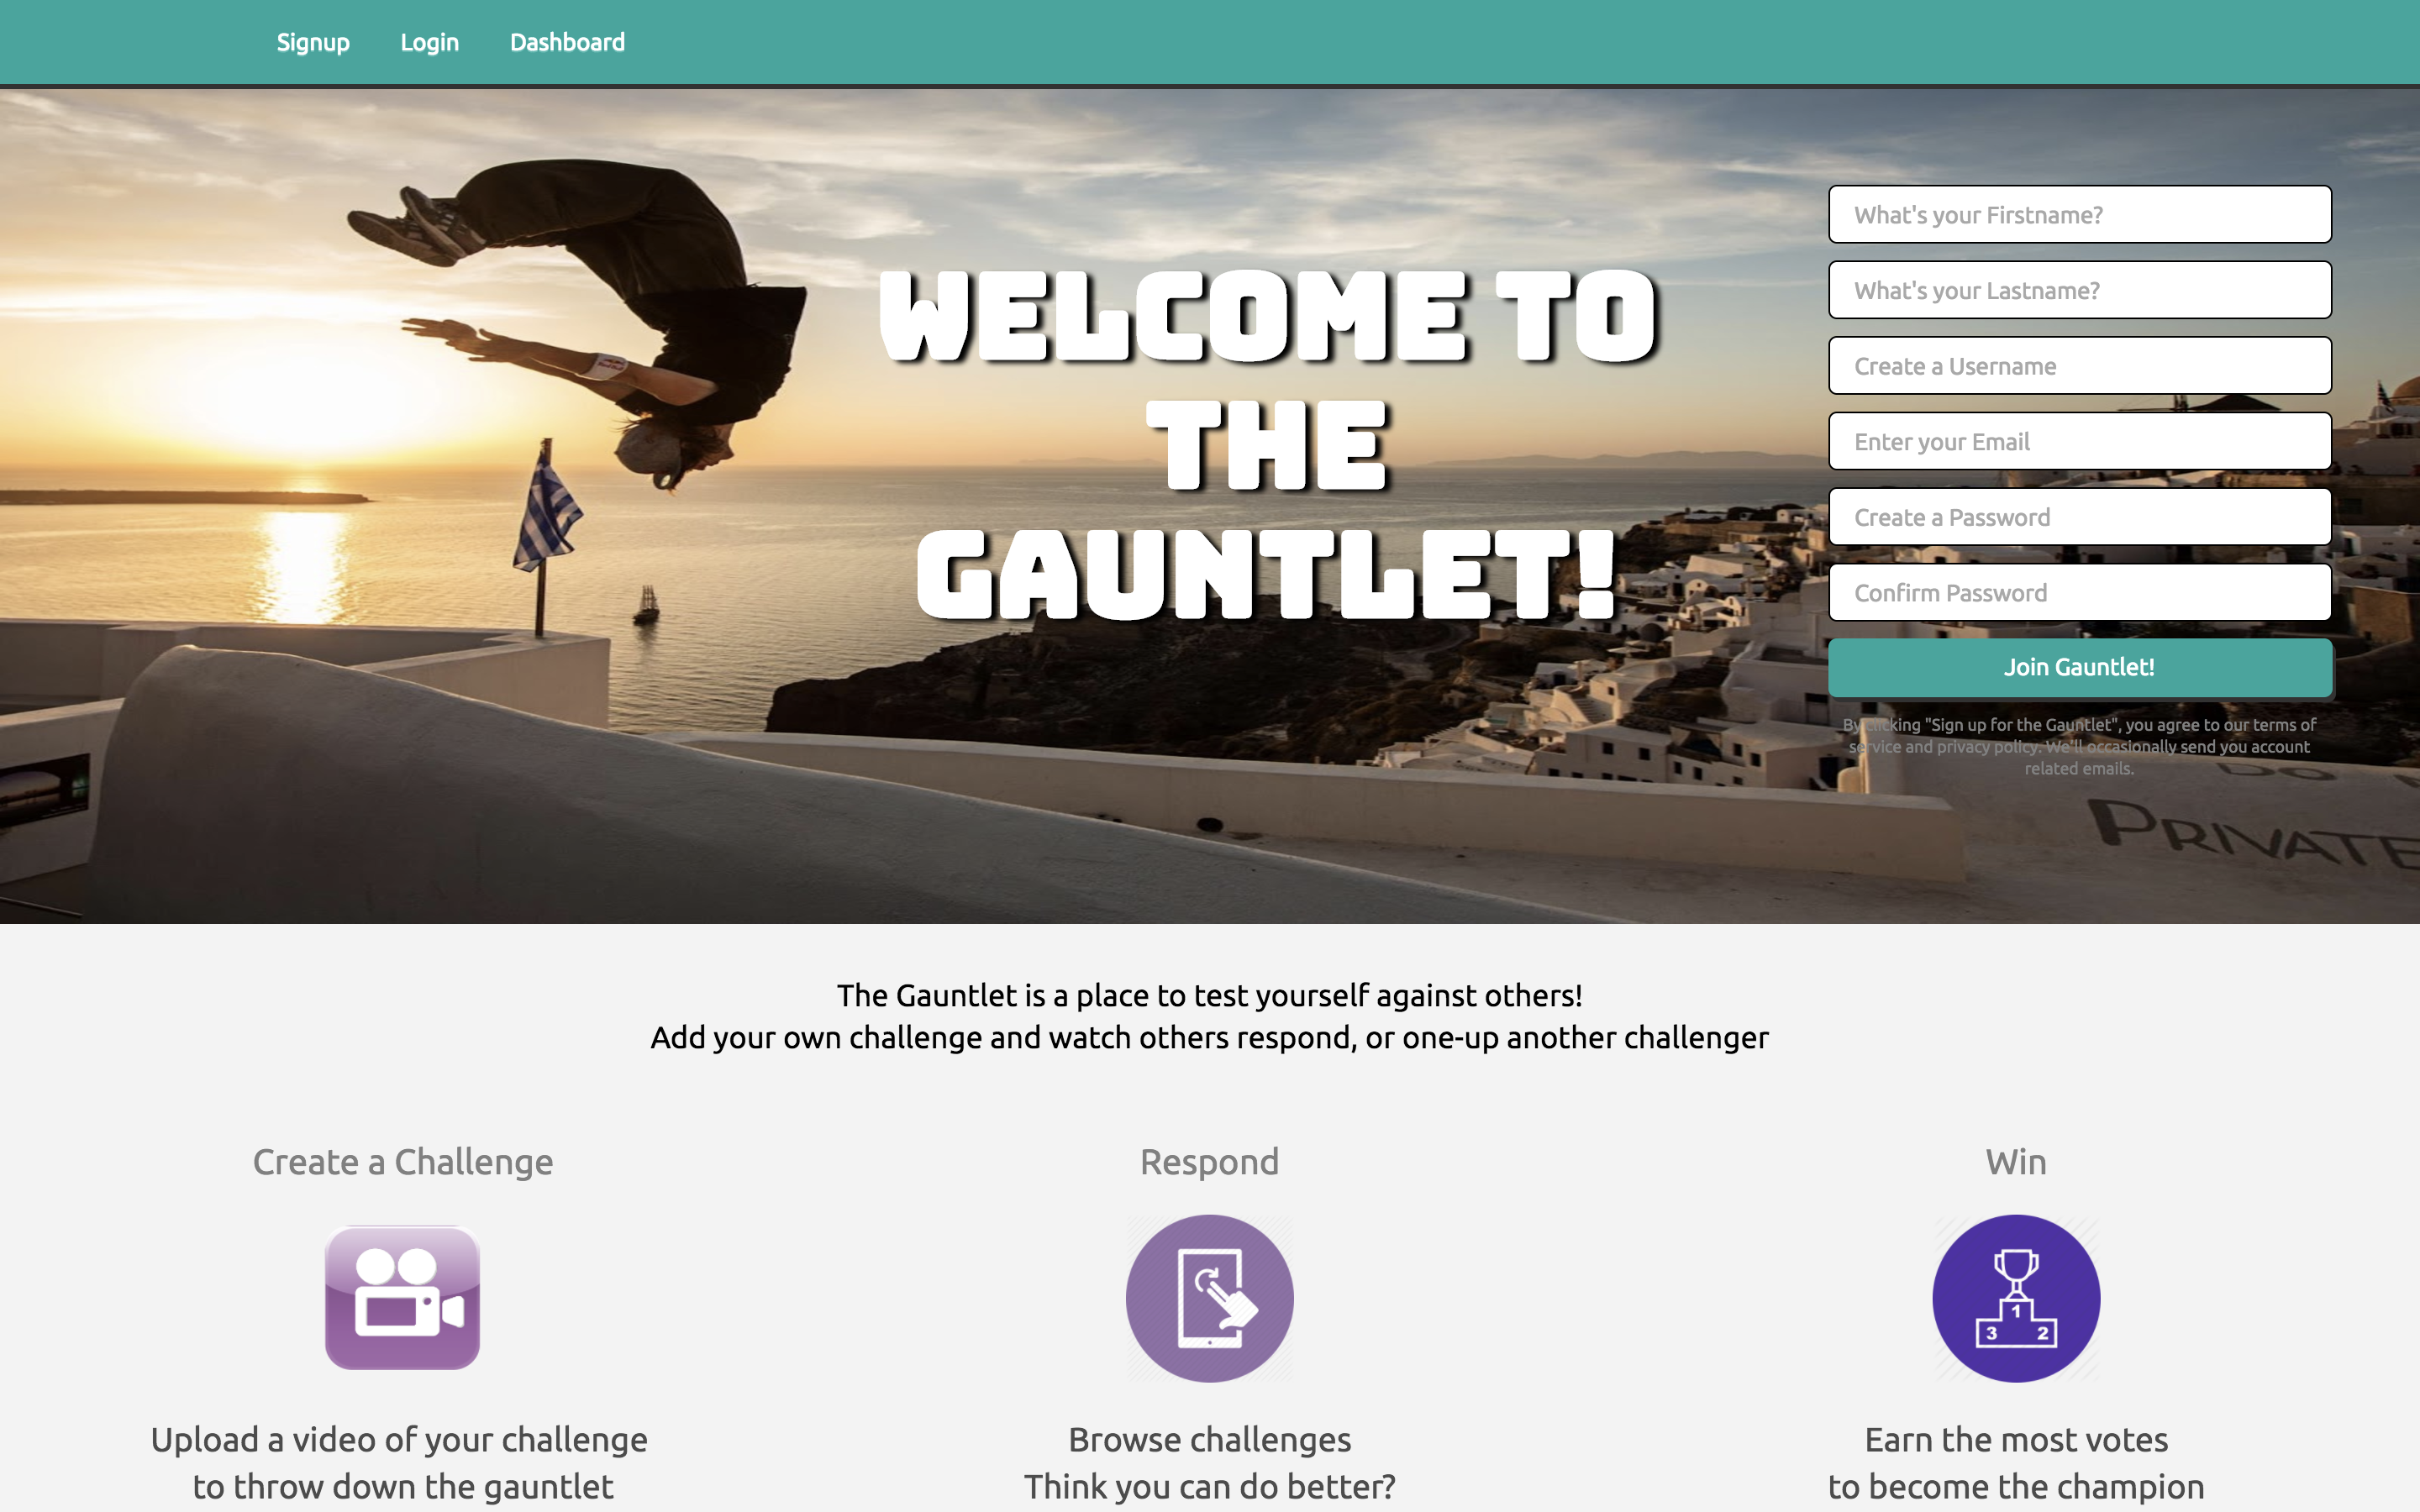 Signup Login Dashboard
WELCOME TO
THE
GAUNTLET!
What's your Firstname?
What's your Lastname?
Create a Username
Enter your Email
Create a Password
Confirm Password
Join Gauntlet!
By clicking "Sign up for the Gauntlet", you agree to our terms of
service and privacy policy. We'll occasionally send you account
related emails.
PRIVATE
The Gauntlet is a place to test yourself against others!
Add your own challenge and watch others respond, or one-up another challenger
Create a Challenge
Upload a video of your challenge
to throw down the gauntlet
Respond
Browse challenges
Think you can do better?
Win
1
3 2
Earn the most votes
to become the champion